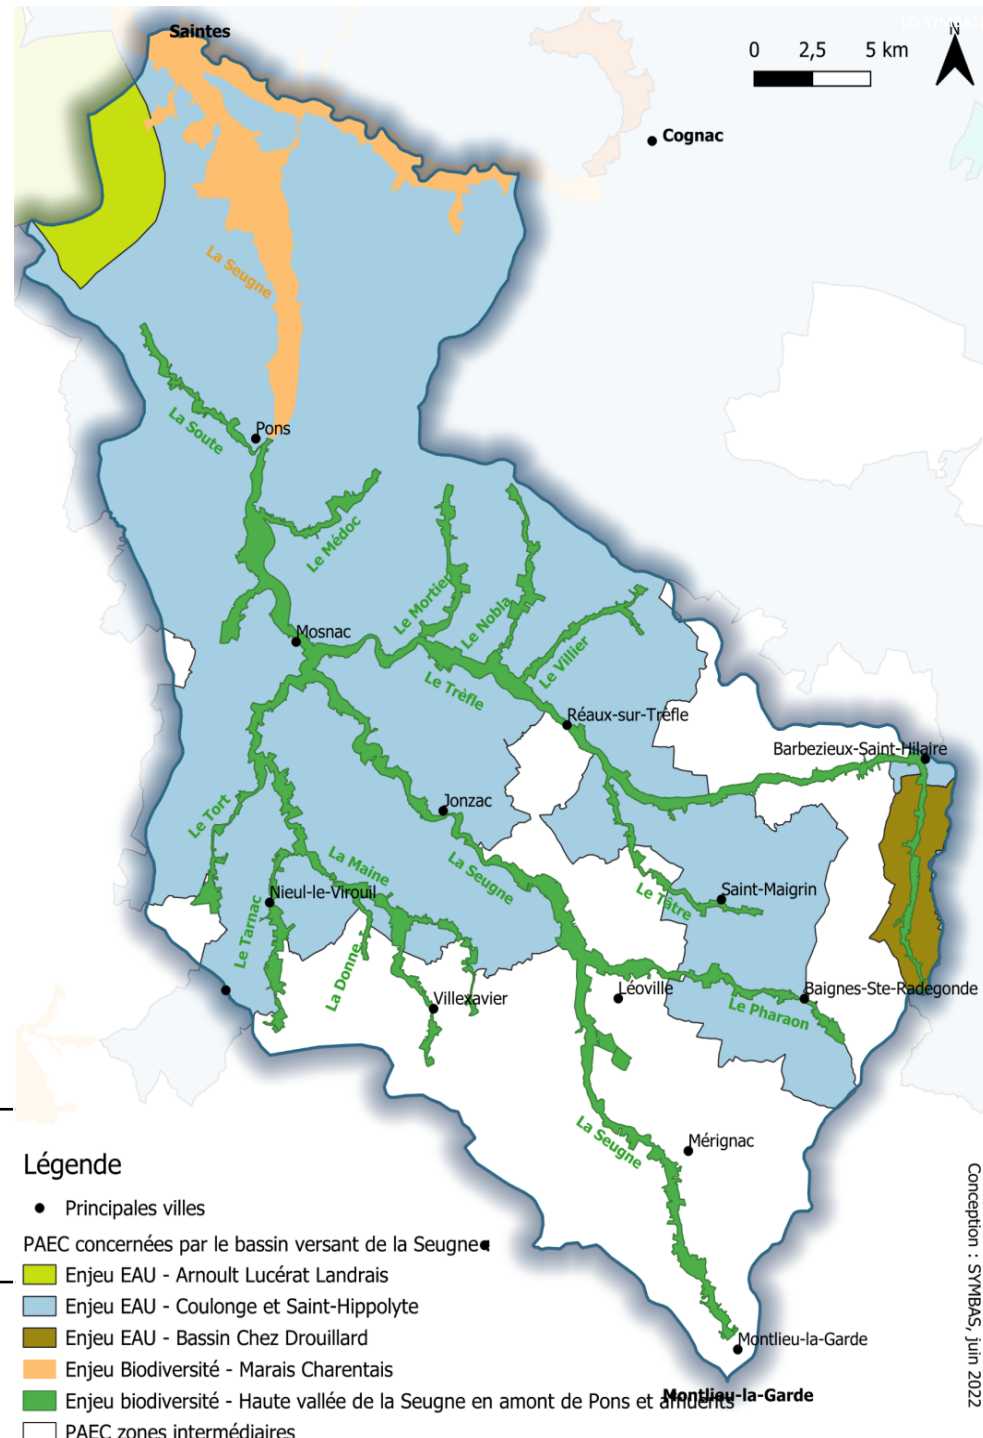 (© SYMBAS)
Saintes
N
0 2,5 5 km
Cognac
La Seugne
La Soute
Pons
Le Médoc
Le Mortier
Le Nobla
Le Villier
Mosnac
Le Trèfle
Réaux-sur-Trèfle
Barbezieux-Saint-Hilaire
Le Tort
Jonzac
La Maine
La Seugne
Nieul-le-Virouil
Le Tâtre
Saint-Maigrin
Le Tarnac
La Donne
Villexavier
Léoville
Baignes-Ste-Radegonde
Le Pharaon
La Seugne
Mérignac
Montlieu-la-Garde
Montlieu-la-Garde
Légende
Principales villes
PAEC concernées par le bassin versant de la Seugne
Enjeu EAU - Arnoult Lucérat Landrais
Enjeu EAU - Coulonge et Saint-Hippolyte
Enjeu EAU - Bassin Chez Drouillard
Enjeu Biodiversité - Marais Charentais
Enjeu biodiversité - Haute vallée de la Seugne en amont de Pons et affluents
PAEC zones intermédiaires
Conception : SYMBAS, juin 2022